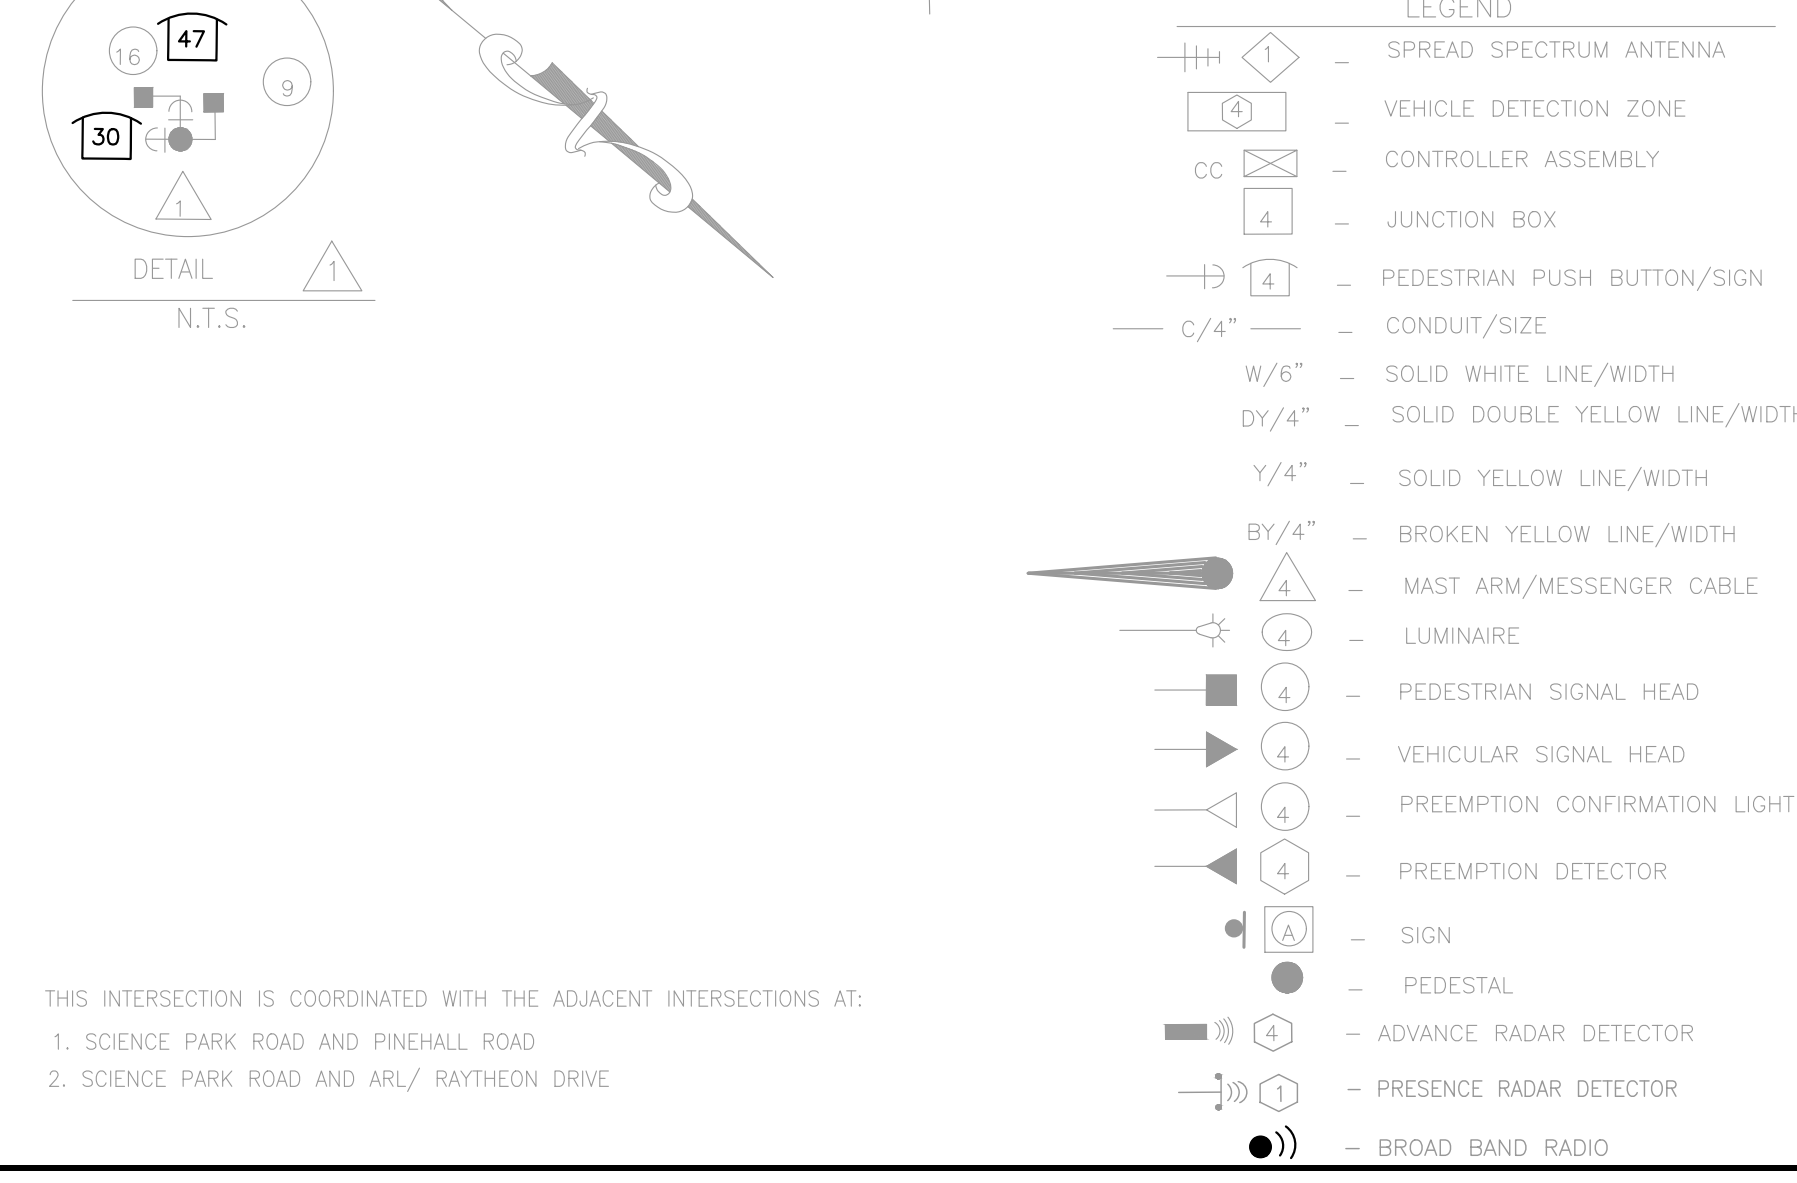 47
16
9
30
1
DETAIL
1
N.T.S.
LEGEND
1 – SPREAD SPECTRUM ANTENNA
4 – VEHICLE DETECTION ZONE
CC – CONTROLLER ASSEMBLY
4 – JUNCTION BOX
4 – PEDESTRIAN PUSH BUTTON/SIGN
C/4" – CONDUIT/SIZE
W/6" – SOLID WHITE LINE/WIDTH
DY/4" – SOLID DOUBLE YELLOW LINE/WIDTH
Y/4" – SOLID YELLOW LINE/WIDTH
BY/4" – BROKEN YELLOW LINE/WIDTH
4 – MAST ARM/MESSENGER CABLE
4 – LUMINAIRE
4 – PEDESTRIAN SIGNAL HEAD
4 – VEHICULAR SIGNAL HEAD
4 – PREEMPTION CONFIRMATION LIGHT
4 – PREEMPTION DETECTOR
A – SIGN
– PEDESTAL
4 – ADVANCE RADAR DETECTOR
1 – PRESENCE RADAR DETECTOR
– BROAD BAND RADIO
THIS INTERSECTION IS COORDINATED WITH THE ADJACENT INTERSECTIONS AT:
1. SCIENCE PARK ROAD AND PINEHALL ROAD
2. SCIENCE PARK ROAD AND ARL/ RAYTHEON DRIVE